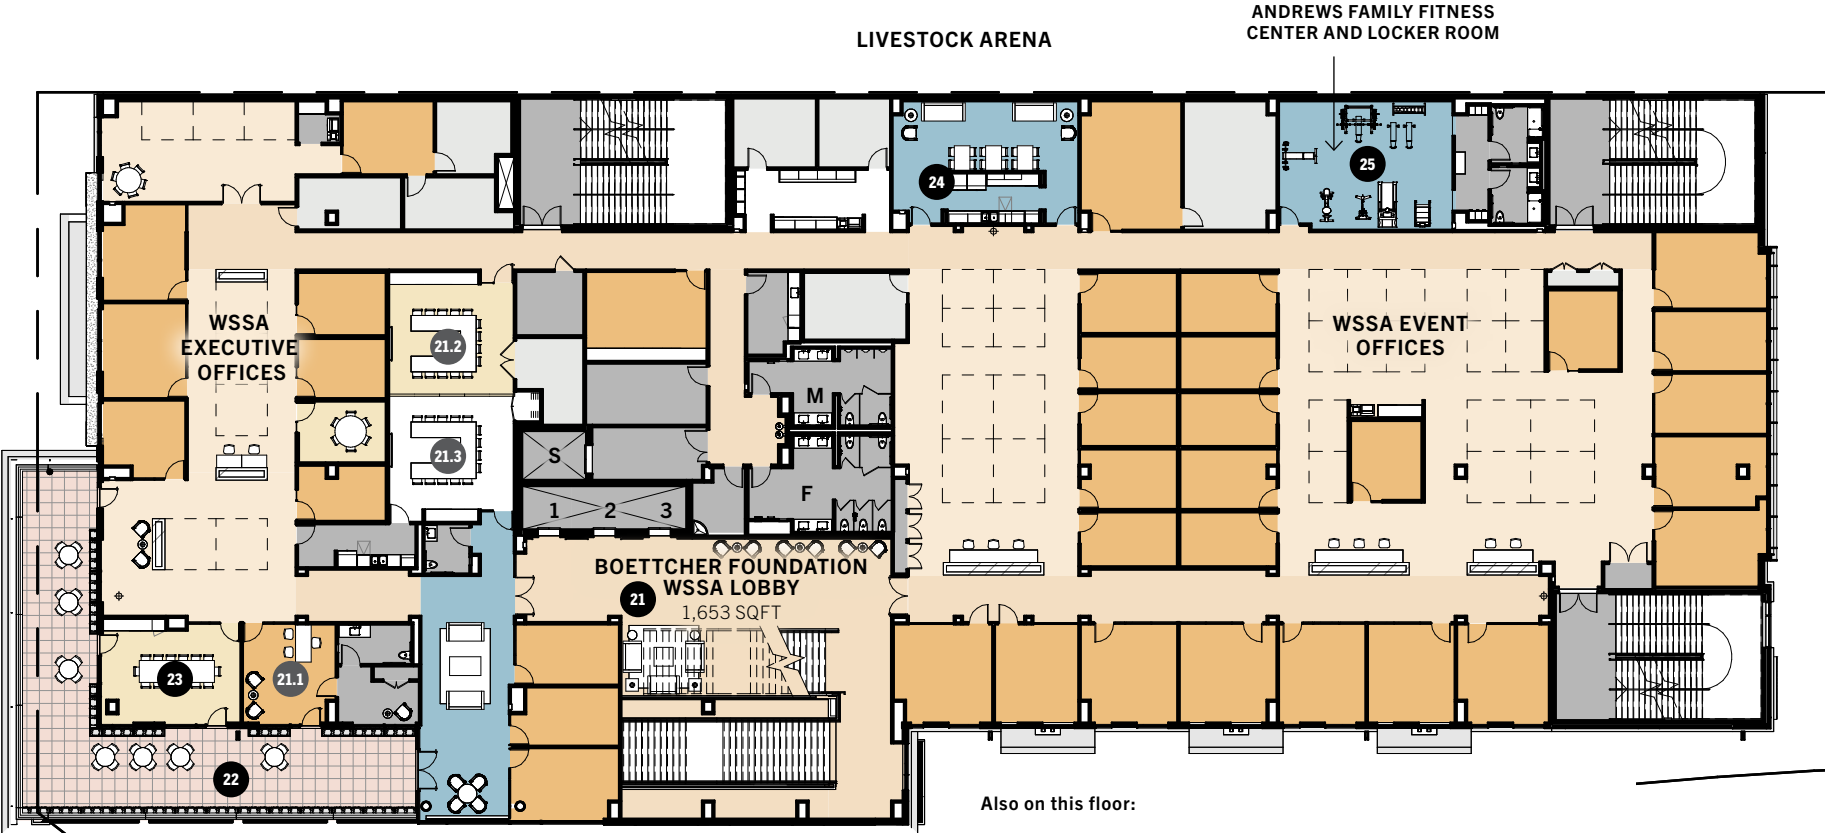 ANDREWS FAMILY FITNESS
CENTER AND LOCKER ROOM
LIVESTOCK ARENA
24
25
WSSA
EXECUTIVE
OFFICES
21.2
WSSA EVENT
OFFICES
M
21.3
S
F
1 2 3
BOETTCHER FOUNDATION
WSSA LOBBY
21
1,653 SQFT
23
21.1
22
Also on this floor: